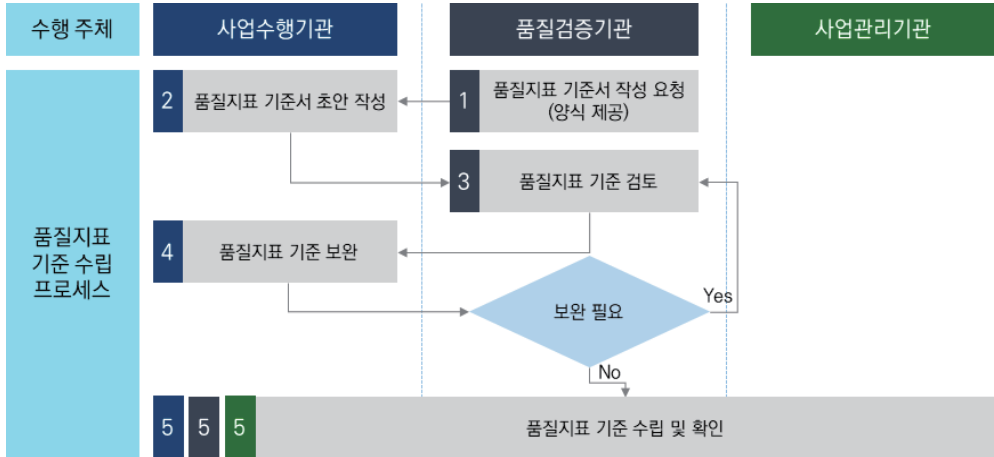 수행 주체
사업수행기관
품질검증기관
사업관리기관
품질지표
기준 수립
프로세스
2
품질지표 기준서 초안 작성
1
품질지표 기준서 작성 요청
(양식 제공)
3
품질지표 기준 검토
4
품질지표 기준 보완
보완 필요
Yes
No
5
5
5
품질지표 기준 수립 및 확인